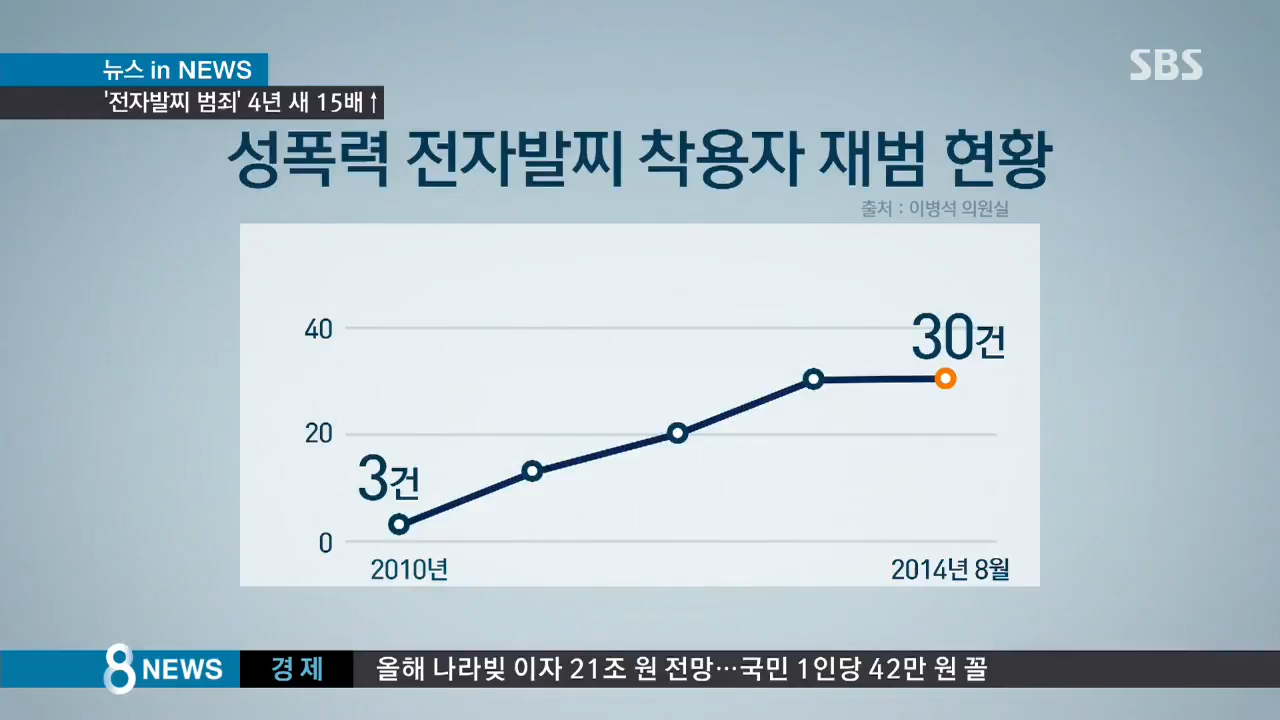 뉴스 in NEWS
SBS
'전자발찌 범죄' 4년 새 15배↑
성폭력 전자발찌 착용자 재범 현황
출처 : 이병석 의원실
40
30건
20
3건
0
2010년
2014년 8월
8 NEWS
경제
올해 나라빚 이자 21조 원 전망…국민 1인당 42만 원 꼴